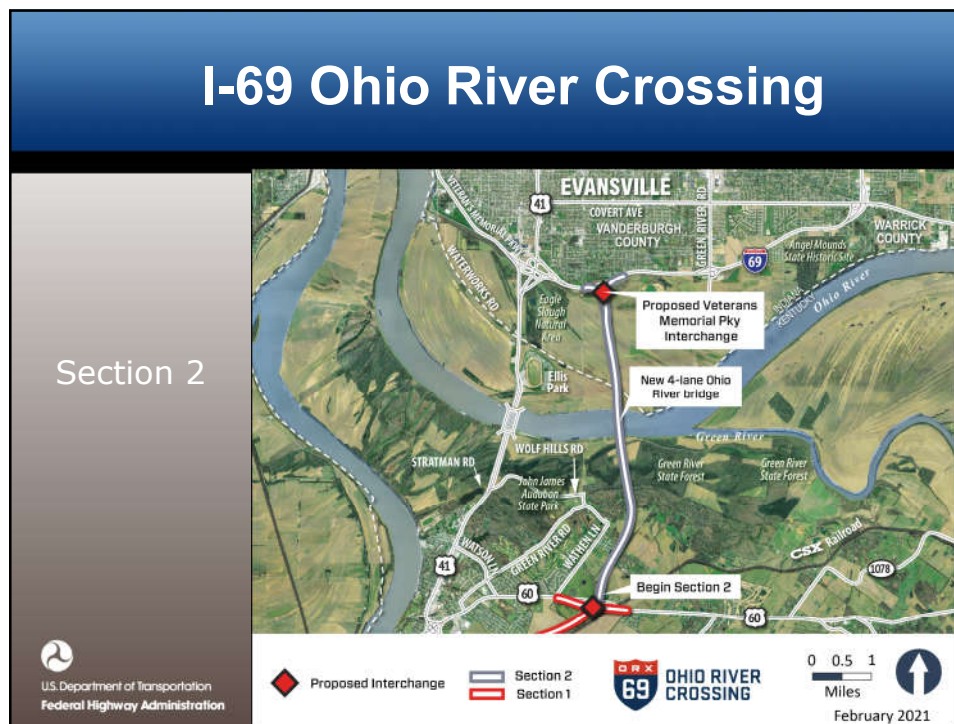 I-69 Ohio River Crossing
Section 2
U.S. Department of Transportation
Federal Highway Administration
EVANSVILLE
41
COVERT AVE
VANDERBURGH
COUNTY
GREEN RIVER RD
WARRICK
COUNTY
VETERAN'S MEMORIAL PKWY
WATERWORKS RD
Angel Mounds
State Historic Site
69
INDIANA
KENTUCKY
Ohio River
Proposed Veterans
Memorial Pky
Interchange
Eagle
Slough
Natural
Area
Ellis
Park
New 4-lane Ohio
River bridge
Green River
STRATMAN RD
WOLF HILLS RD
John James
Audubon
State Park
Green River
State Forest
Green River
State Forest
CSX Railroad
WATSON LN
GREEN RIVER RD
WATHEN LN
41
60
1078
Begin Section 2
60
Proposed Interchange
Section 2
Section 1
ORX
69
OHIO RIVER
CROSSING
0 0.5 1
Miles
February 2021